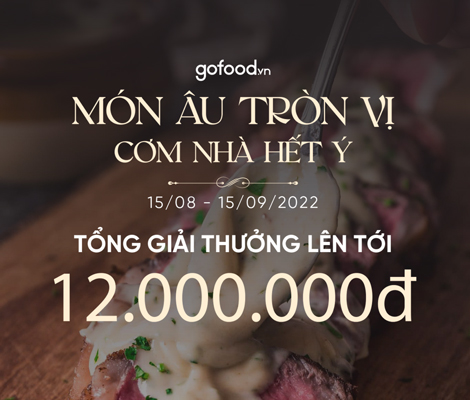 gofood.vn
MÓN ÂU TRÒN VỊ
CƠM NHÀ HẾT Ý
15/08 - 15/09/2022
TỔNG GIẢI THƯỞNG LÊN TỚI
12.000.000đ